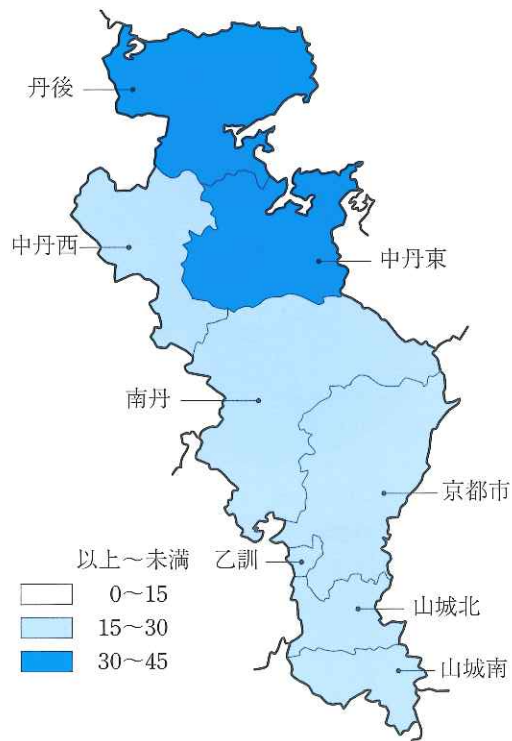 丹後
中丹西
中丹東
南丹
京都市
以上～未満
乙訓
0～15
15～30
30～45
山城北
山城南